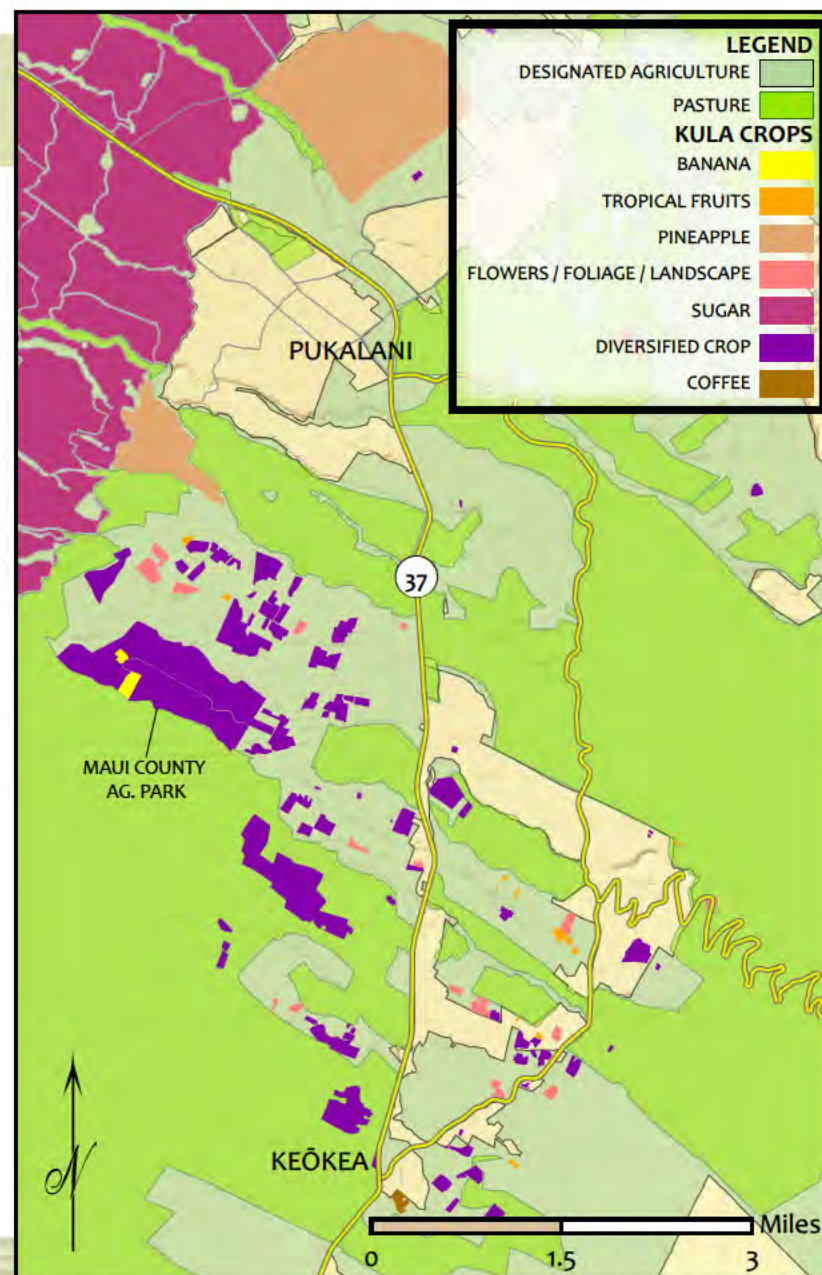 LEGEND
DESIGNATED AGRICULTURE
PASTURE
KULA CROPS
BANANA
TROPICAL FRUITS
PINEAPPLE
FLOWERS / FOLIAGE / LANDSCAPE
SUGAR
DIVERSIFIED CROP
COFFEE
PUKALANI
37
MAUI COUNTY
AG. PARK
KEŌKEA
N
Miles
0 1.5 3